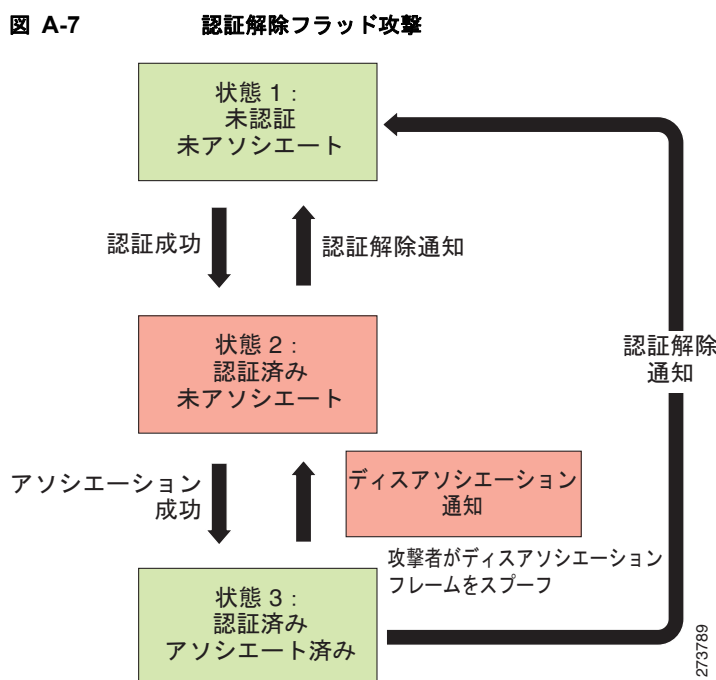 図 A-7 認証解除フラッド攻撃
状態 1：
未認証
未アソシエート
認証成功
認証解除通知
状態 2：
認証済み
未アソシエート
認証解除
通知
アソシエーション
成功
ディスアソシエーション
通知
攻撃者がディスアソシエーション
フレームをスプーフ
状態 3：
認証済み
アソシエート済み
273789